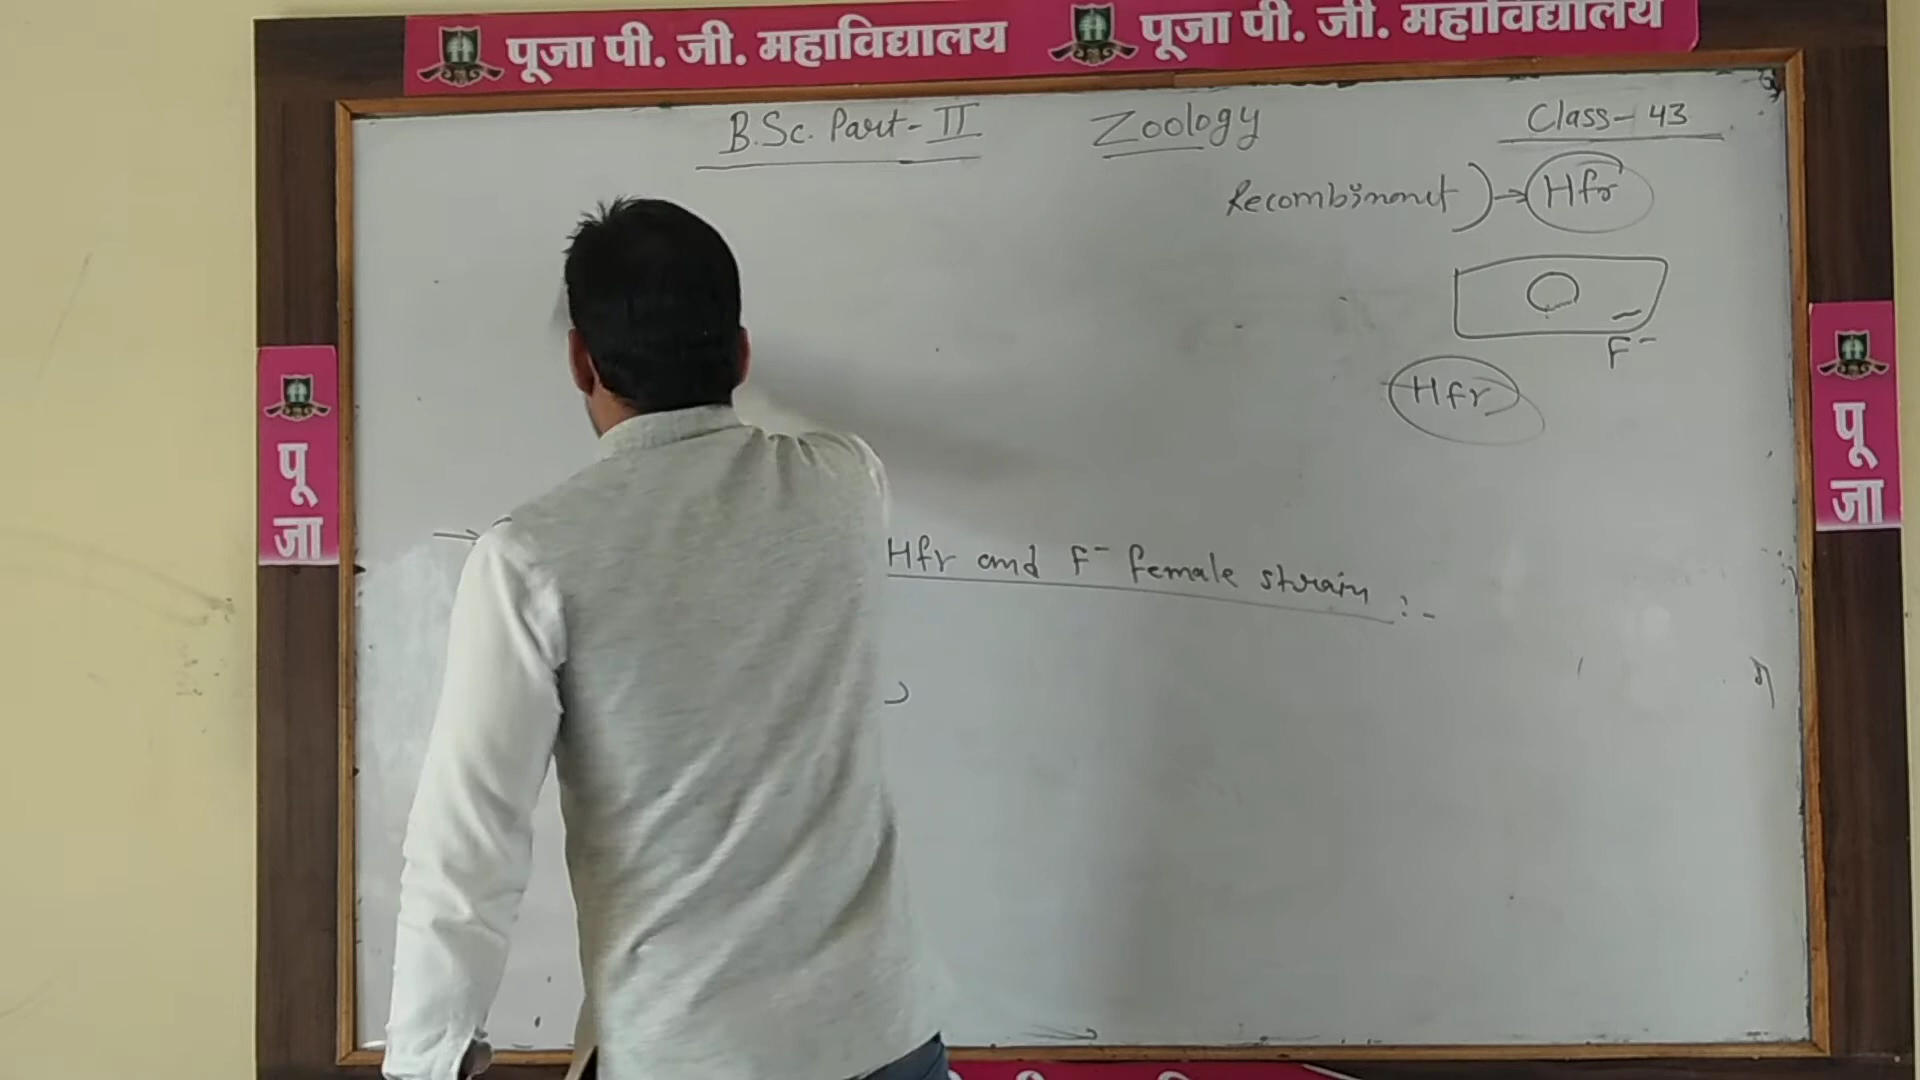 पूजा पी. जी. महाविद्यालय पूजा पी. जी. महाविद्यालय
B.Sc. Part-II Zoology Class-43
Recombinant) → Hfr
F⁻
Hfr
→ Hfr and F⁻ female strain :-
पूजा
पूजा